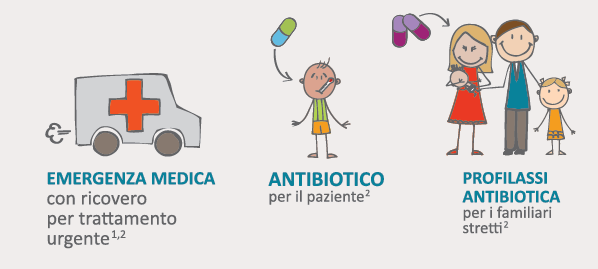 EMERGENZA MEDICA
con ricovero
per trattamento
urgente1,2
ANTIBIOTICO
per il paziente2
PROFILASSI
ANTIBIOTICA
per i familiari
stretti2